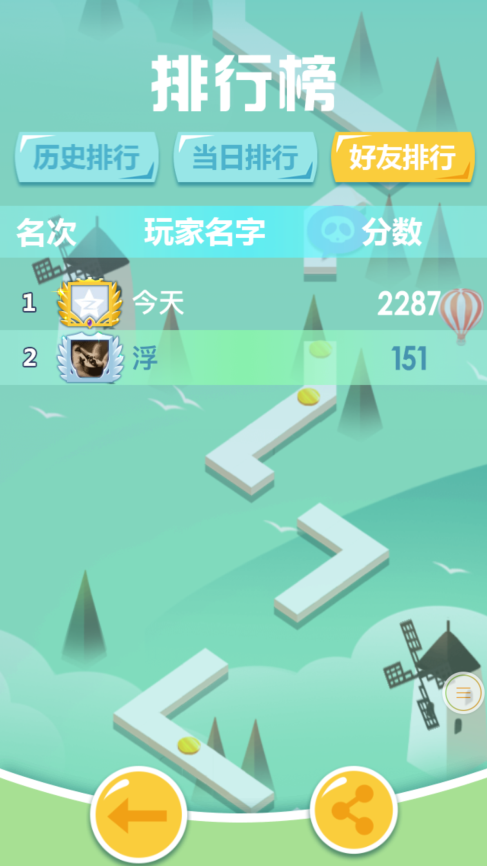 排行榜
历史排行 当日排行 好友排行
名次 玩家名字 分数
1 今天 2287
2 浮 151